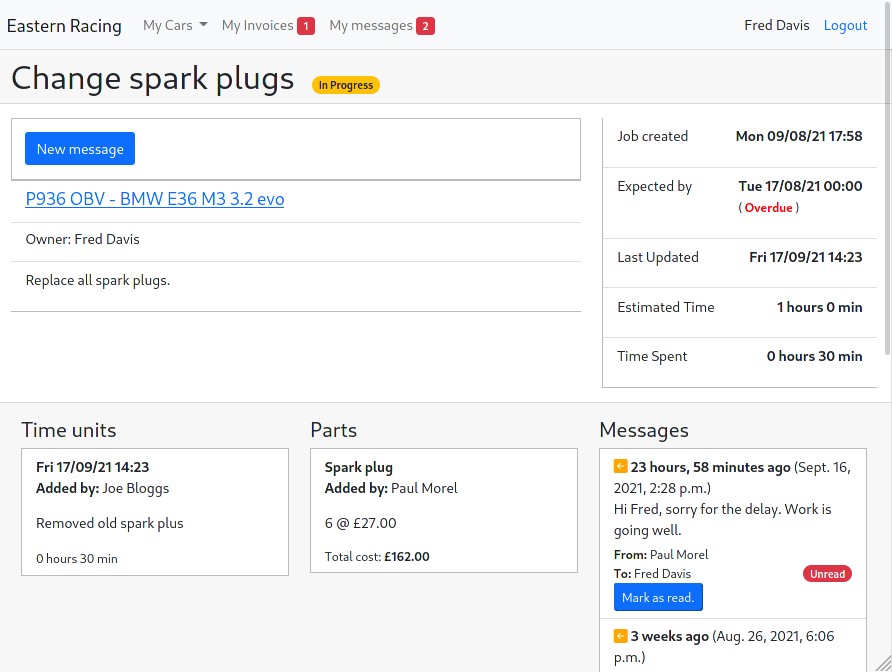 Eastern Racing My Cars My Invoices 1 My messages 2 Fred Davis Logout
Change spark plugs In Progress
New message
P936 OBV - BMW E36 M3 3.2 evo
Owner: Fred Davis
Replace all spark plugs.
Job created Mon 09/08/21 17:58
Expected by Tue 17/08/21 00:00
( Overdue )
Last Updated Fri 17/09/21 14:23
Estimated Time 1 hours 0 min
Time Spent 0 hours 30 min
Time units
Fri 17/09/21 14:23
Added by: Joe Bloggs
Removed old spark plus
0 hours 30 min
Parts
Spark plug
Added by: Paul Morel
6 @ £27.00
Total cost: £162.00
Messages
23 hours, 58 minutes ago (Sept. 16,
2021, 2:28 p.m.)
Hi Fred, sorry for the delay. Work is
going well.
From: Paul Morel
To: Fred Davis Unread
Mark as read.
3 weeks ago (Aug. 26, 2021, 6:06
p.m.)